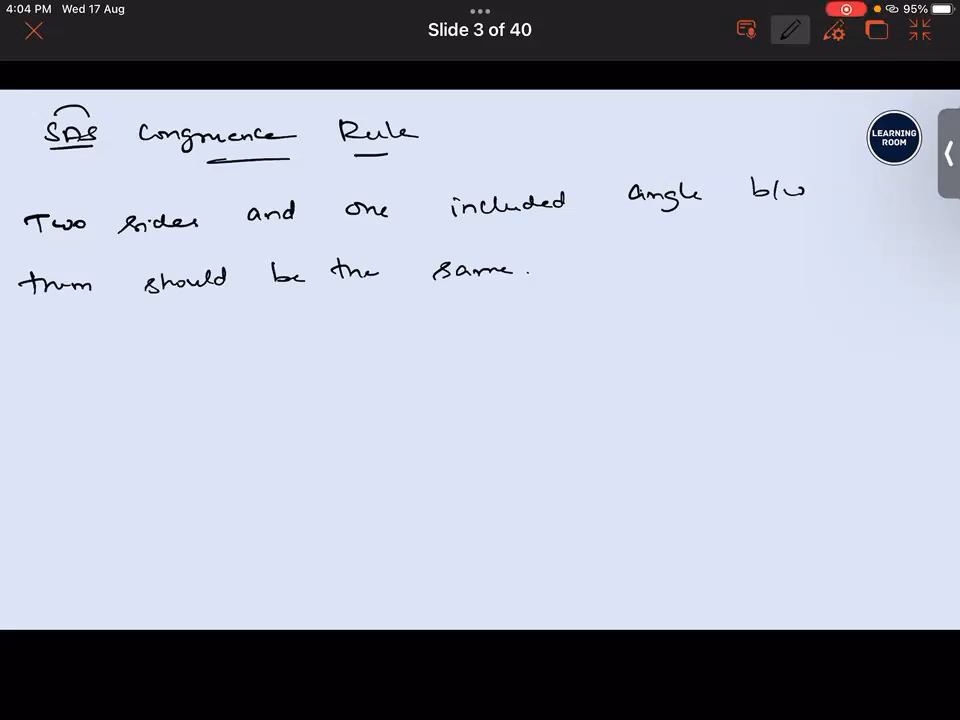 4:04 PM Wed 17 Aug
95%
Slide 3 of 40
SAS Congruence Rule
LEARNING ROOM
Two sides and one included angle b/w
them should be the same.